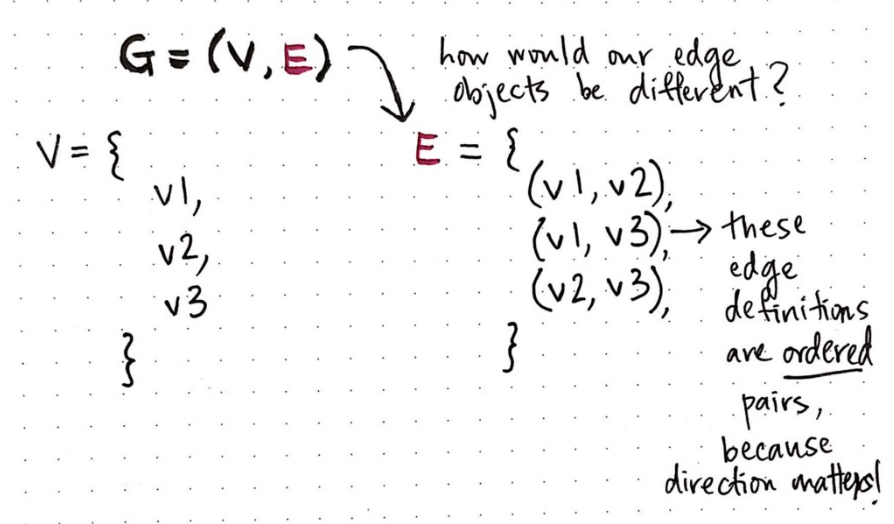 G = (V, E)
how would our edge
objects be different?
V = {
v1,
v2,
v3
}
E = {
(v1, v2),
(v1, v3),
(v2, v3),
}
these
edge
definitions
are ordered
pairs,
because
direction matters!